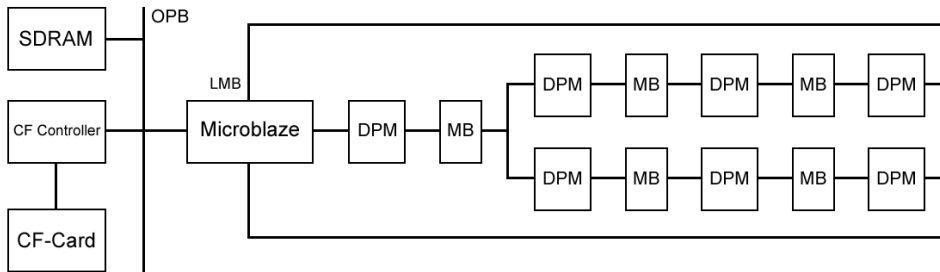 OPB
SDRAM
LMB
DPM MB DPM MB DPM
CF Controller
Microblaze
DPM
MB
DPM MB DPM MB DPM
CF-Card